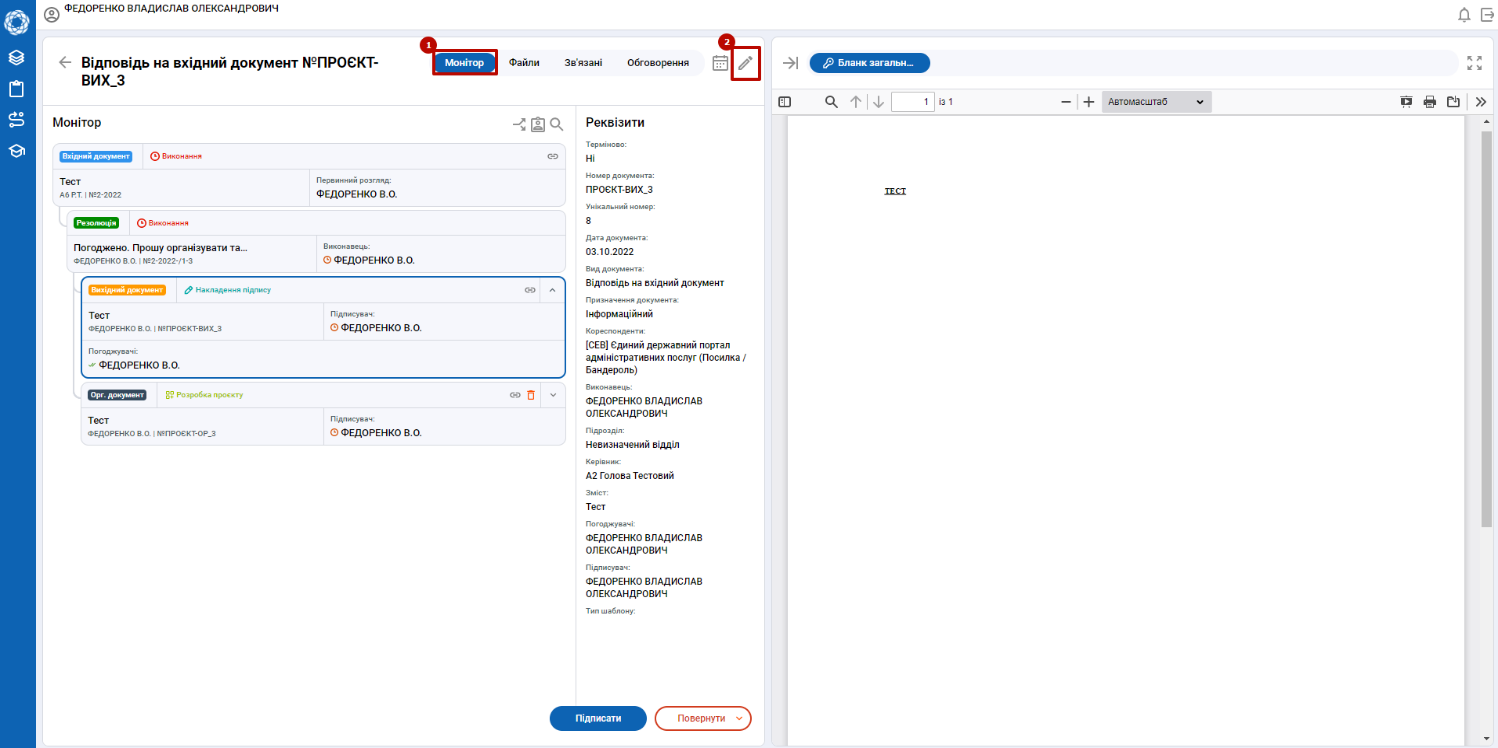 ФЕДОРЕНКО ВЛАДИСЛАВ ОЛЕКСАНДРОВИЧ
Відповідь на вхідний документ №ПРОЄКТ-
ВИХ_3
1
Монітор
Файли
Зв'язані
Обговорення
2
Монітор
Вхідний документ
Виконання
Тест
А6 Р.Т. | №2-2022
Первинний розгляд:
ФЕДОРЕНКО В.О.
Резолюція
Виконання
Погоджено. Прошу організувати та...
ФЕДОРЕНКО В.О. | №2-2022-/1-3
Виконавець:
ФЕДОРЕНКО В.О.
Вихідний документ
Накладення підпису
Тест
ФЕДОРЕНКО В.О. | №ПРОЄКТ-ВИХ_3
Підписувач:
ФЕДОРЕНКО В.О.
Погоджувачі:
ФЕДОРЕНКО В.О.
Орг. документ
Розробка проєкту
Тест
ФЕДОРЕНКО В.О. | №ПРОЄКТ-ОР_3
Підписувач:
ФЕДОРЕНКО В.О.
Реквізити
Терміново:
Ні
Номер документа:
ПРОЄКТ-ВИХ_3
Унікальний номер:
8
Дата документа:
03.10.2022
Вид документа:
Відповідь на вхідний документ
Призначення документа:
Інформаційний
Кореспонденти:
[СЕВ] Єдиний державний портал
адміністративних послуг (Посилка /
Бандероль)
Виконавець:
ФЕДОРЕНКО ВЛАДИСЛАВ
ОЛЕКСАНДРОВИЧ
Підрозділ:
Невизначений відділ
Керівник:
А2 Голова Тестовий
Зміст:
Тест
Погоджувачі:
ФЕДОРЕНКО ВЛАДИСЛАВ
ОЛЕКСАНДРОВИЧ
Підписувач:
ФЕДОРЕНКО ВЛАДИСЛАВ
ОЛЕКСАНДРОВИЧ
Тип шаблону:
Підписати
Повернути
Бланк загальн...
1
із 1
Автомасштаб
ТЕСТ